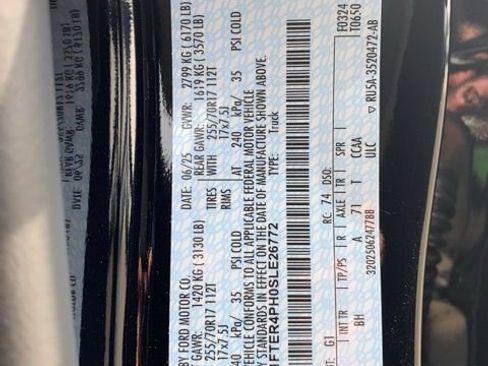 BY FORD MOTOR CO.
DATE: 06/25 GVWR: 2799 KG (6170 LB)
GAWR: 1420 KG (3130 LB) REAR GAWR: 1619 KG (3570 LB)
255/70R17 112T TIRES WITH 255/70R17 112T
17x7.5J RIMS 17x7.5J
240 kPa/ 35 PSI COLD AT 240 kPa/ 35 PSI COLD
VEHICLE CONFORMS TO ALL APPLICABLE FEDERAL MOTOR VEHICLE
Y STANDARDS IN EFFECT ON THE DATE OF MANUFACTURE SHOWN ABOVE.
1FTER4PH0SLE26772 TYPE: Truck
F0324
T0650
EXT: G1 RC: 74 DSO:
INT TR TP/PS R AXLE TR SPR
BH A 71 T CCAA
3202506247788 ULC
RU5A-3520472-AB